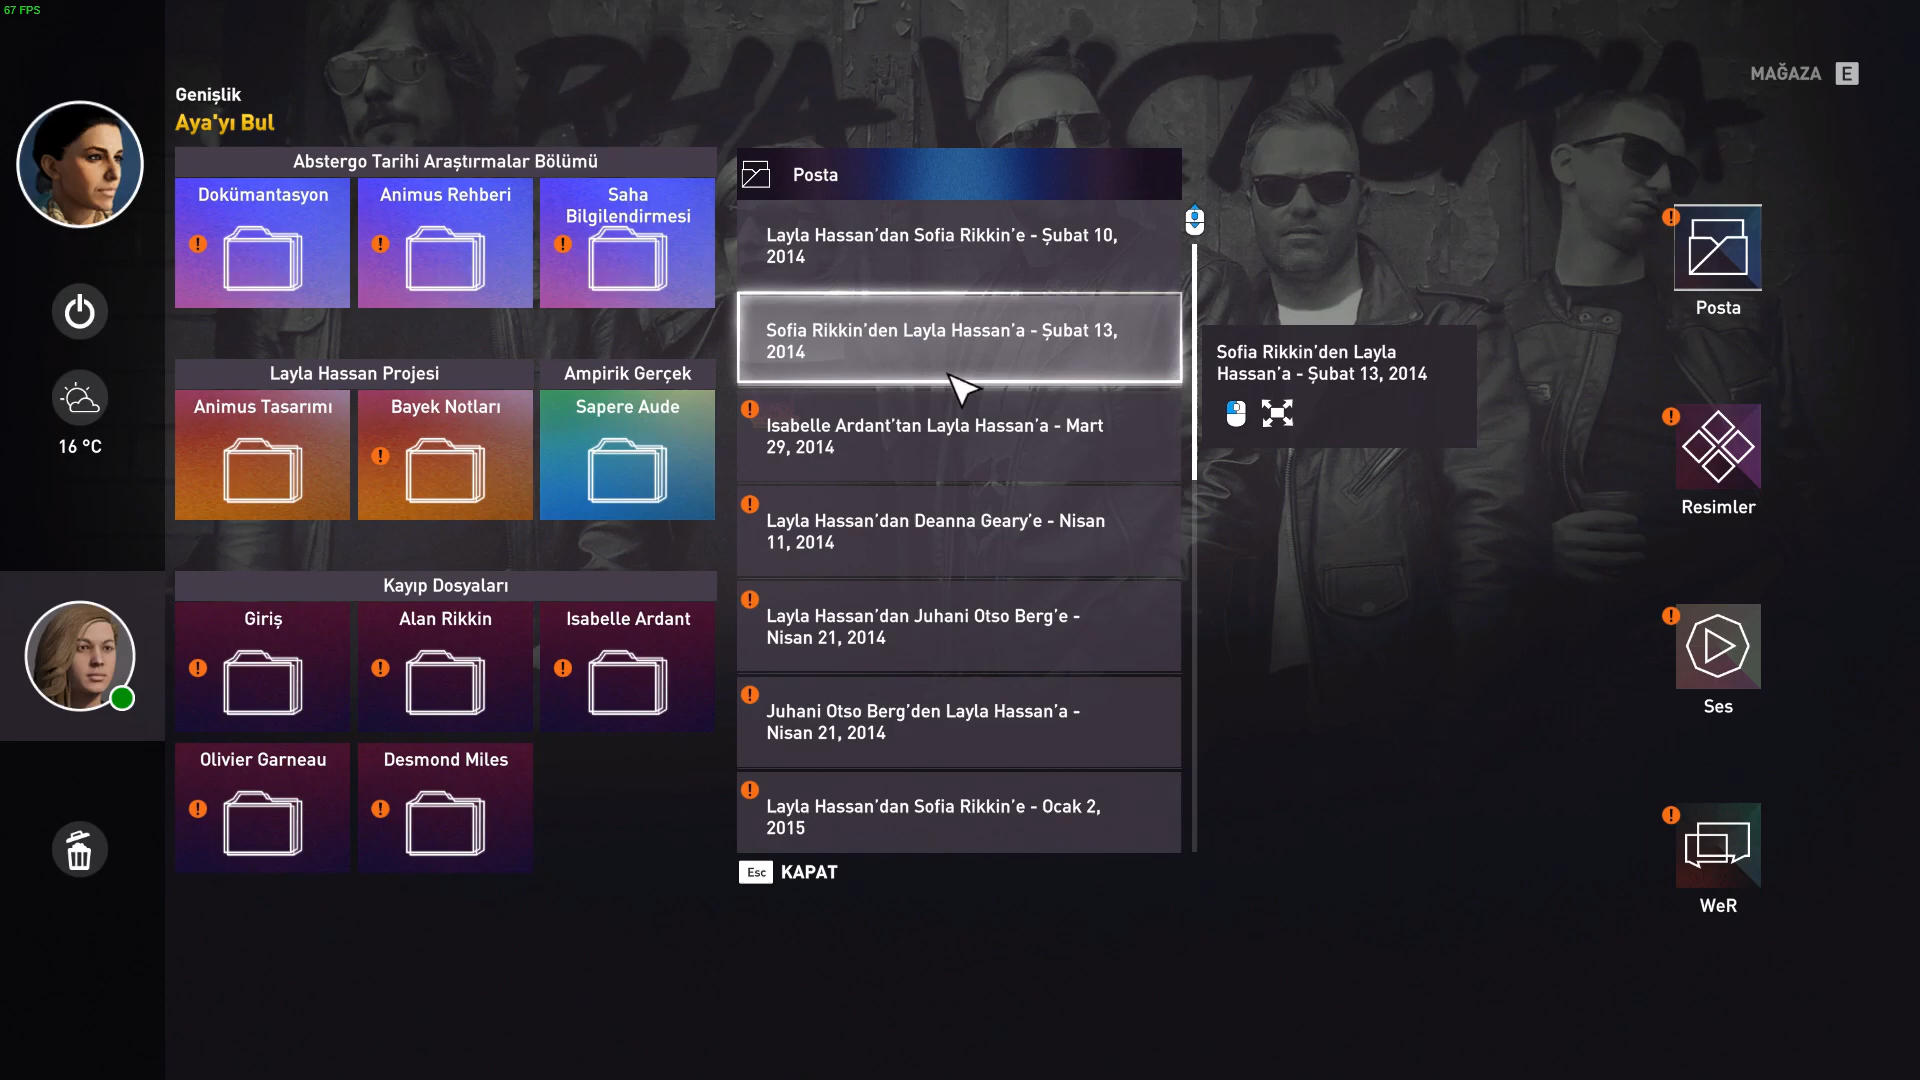 67 FPS
MAĞAZA E
Genişlik
Aya'yı Bul
16 °C
Abstergo Tarihi Araştırmalar Bölümü
Dokümantasyon
Animus Rehberi
Saha
Bilgilendirmesi
Layla Hassan Projesi
Ampirik Gerçek
Animus Tasarımı
Bayek Notları
Sapere Aude
Kayıp Dosyaları
Giriş
Alan Rikkin
Isabelle Ardant
Olivier Garneau
Desmond Miles
Posta
Layla Hassan’dan Sofia Rikkin’e - Şubat 10,
2014
Sofia Rikkin’den Layla Hassan’a - Şubat 13,
2014
Isabelle Ardant’tan Layla Hassan’a - Mart
29, 2014
Layla Hassan’dan Deanna Geary’e - Nisan
11, 2014
Layla Hassan’dan Juhani Otso Berg’e -
Nisan 21, 2014
Juhani Otso Berg’den Layla Hassan’a -
Nisan 21, 2014
Layla Hassan’dan Sofia Rikkin’e - Ocak 2,
2015
Esc KAPAT
Sofia Rikkin’den Layla
Hassan’a - Şubat 13, 2014
Posta
Resimler
Ses
WeR